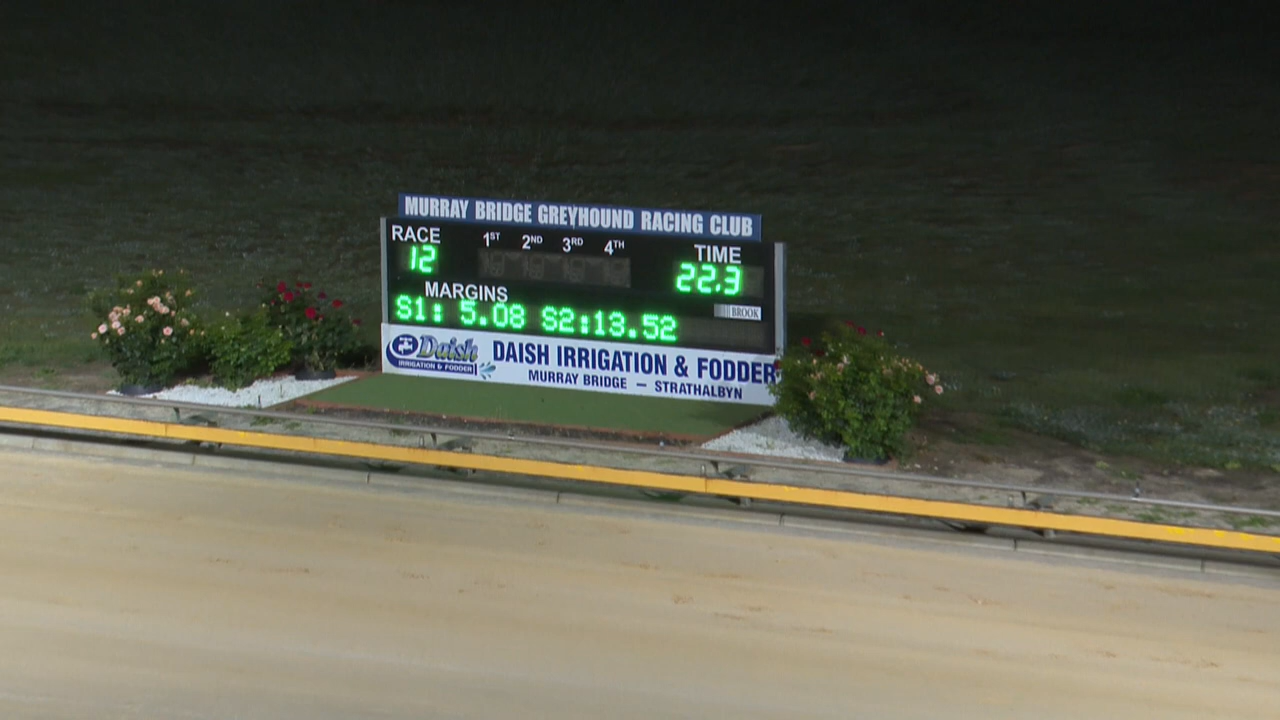 MURRAY BRIDGE GREYHOUND RACING CLUB
RACE 1ST 2ND 3RD 4TH TIME
12 22.3
MARGINS
BROOK
S1: 5.08 S2:13.52
Daish
IRRIGATION & FODDER
DAISH IRRIGATION & FODDER
MURRAY BRIDGE — STRATHALBYN